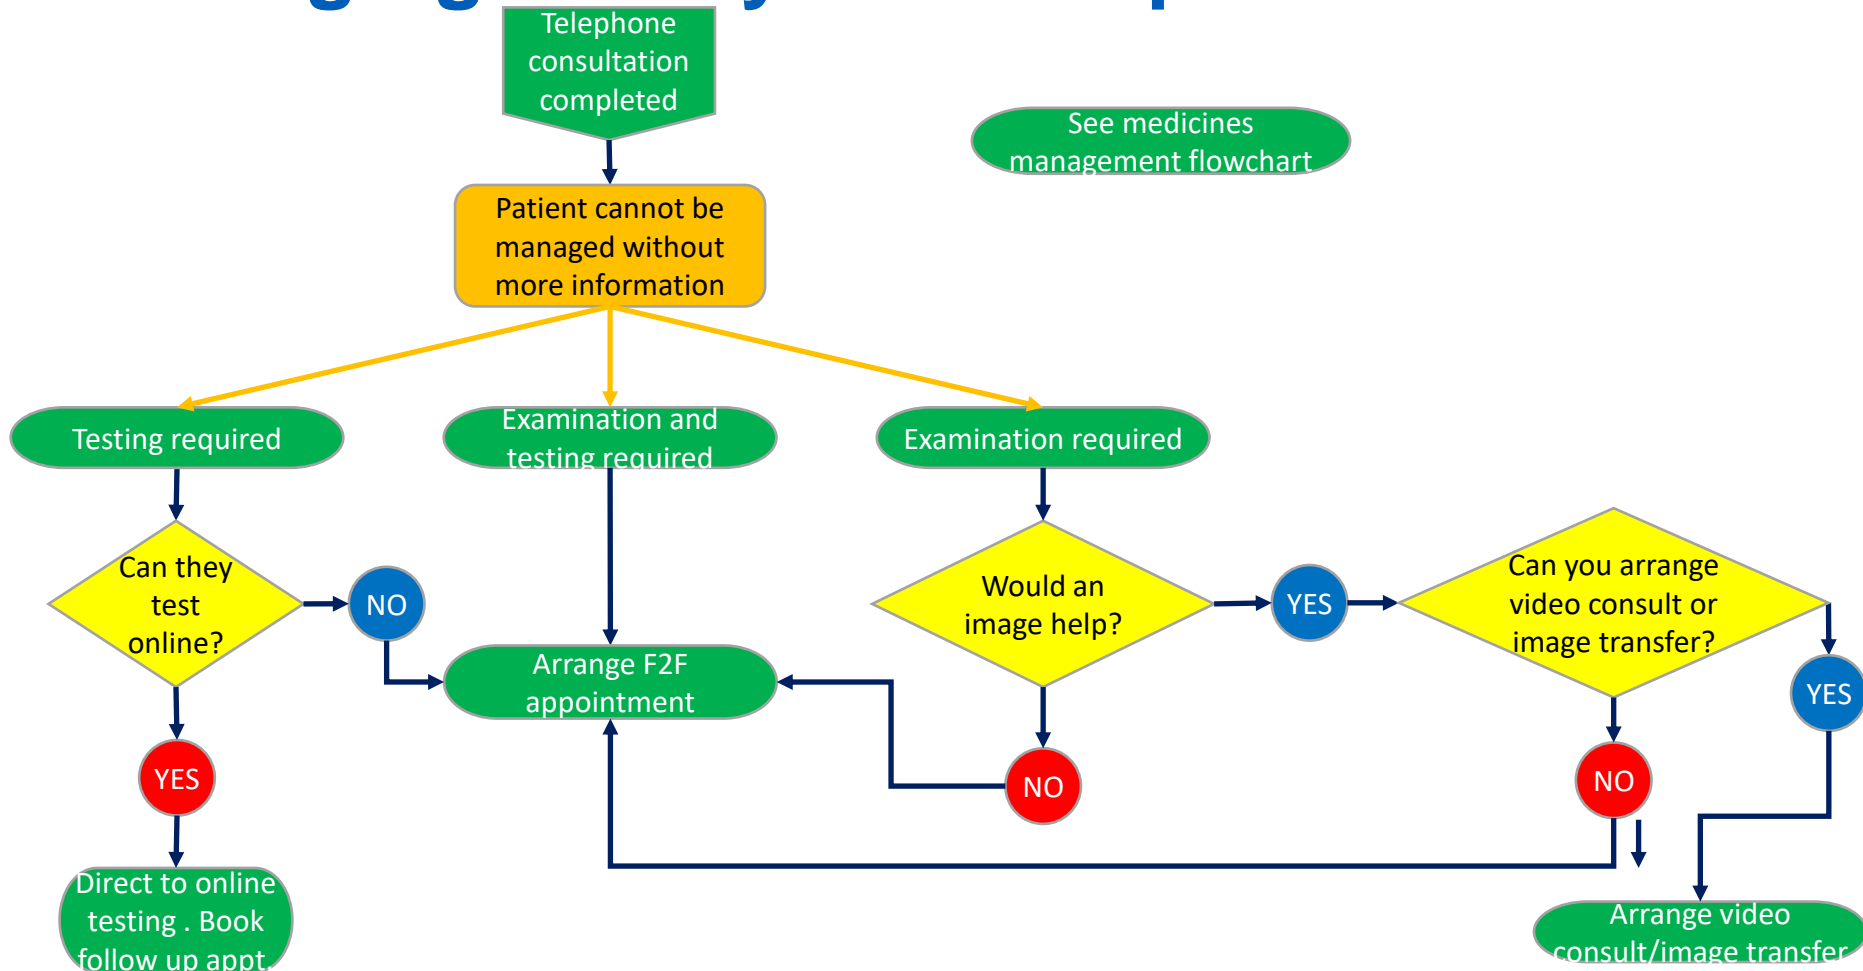 Telephone
consultation
completed
See medicines
management flowchart
Patient cannot be
managed without
more information
Testing required
Examination and
testing required
Examination required
Can they
test
online?
NO
Would an
image help?
YES
Can you arrange
video consult or
image transfer?
YES
Arrange F2F
appointment
YES
NO
NO
Direct to online
testing . Book
follow up appt.
Arrange video
consult/image transfer